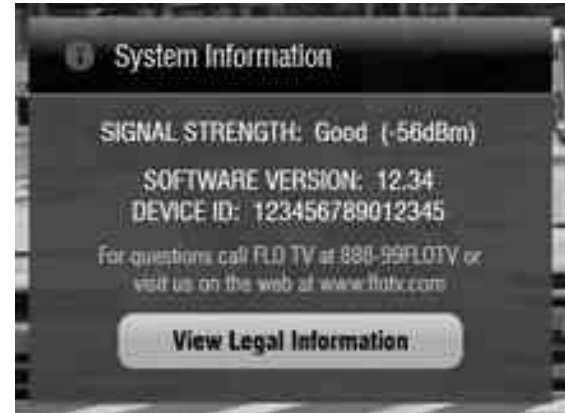 System Information
SIGNAL STRENGTH: Good (-56dBm)
SOFTWARE VERSION: 12.34
DEVICE ID: 123456789012345
For questions call FLO TV at 888-99FLOTV or
visit us on the web at www.flotv.com
View Legal Information